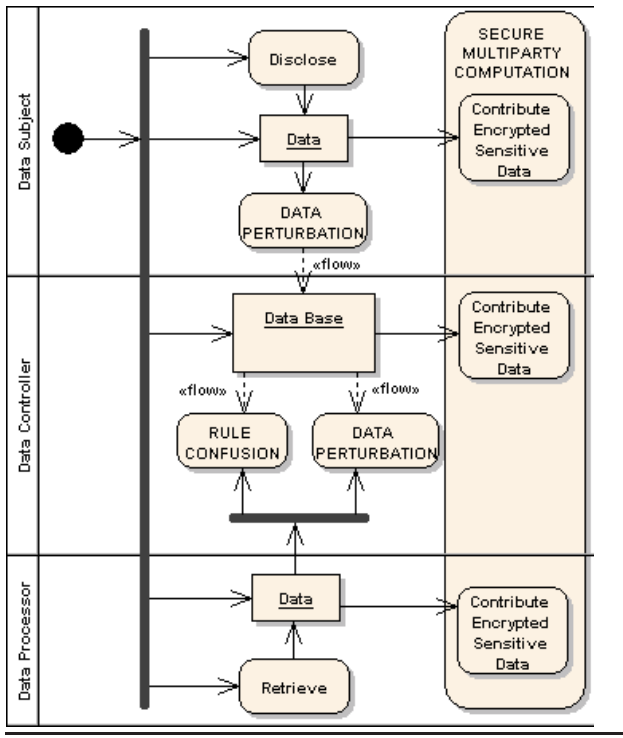 Data Subject
Disclose
Data
DATA
PERTURBATION
«flow»
SECURE
MULTIPARTY
COMPUTATION
Contribute
Encrypted
Sensitive
Data
Data Controller
Data Base
«flow»
«flow»
RULE
CONFUSION
DATA
PERTURBATION
Contribute
Encrypted
Sensitive
Data
Data Processor
Data
Retrieve
Contribute
Encrypted
Sensitive
Data